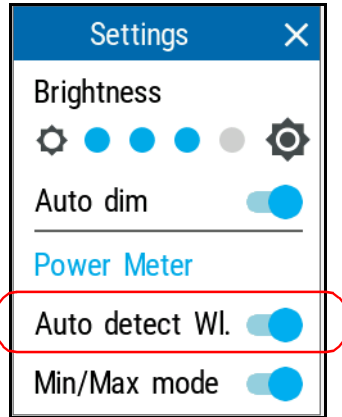 Settings
Brightness
Auto dim
Power Meter
Auto detect Wl.
Min/Max mode